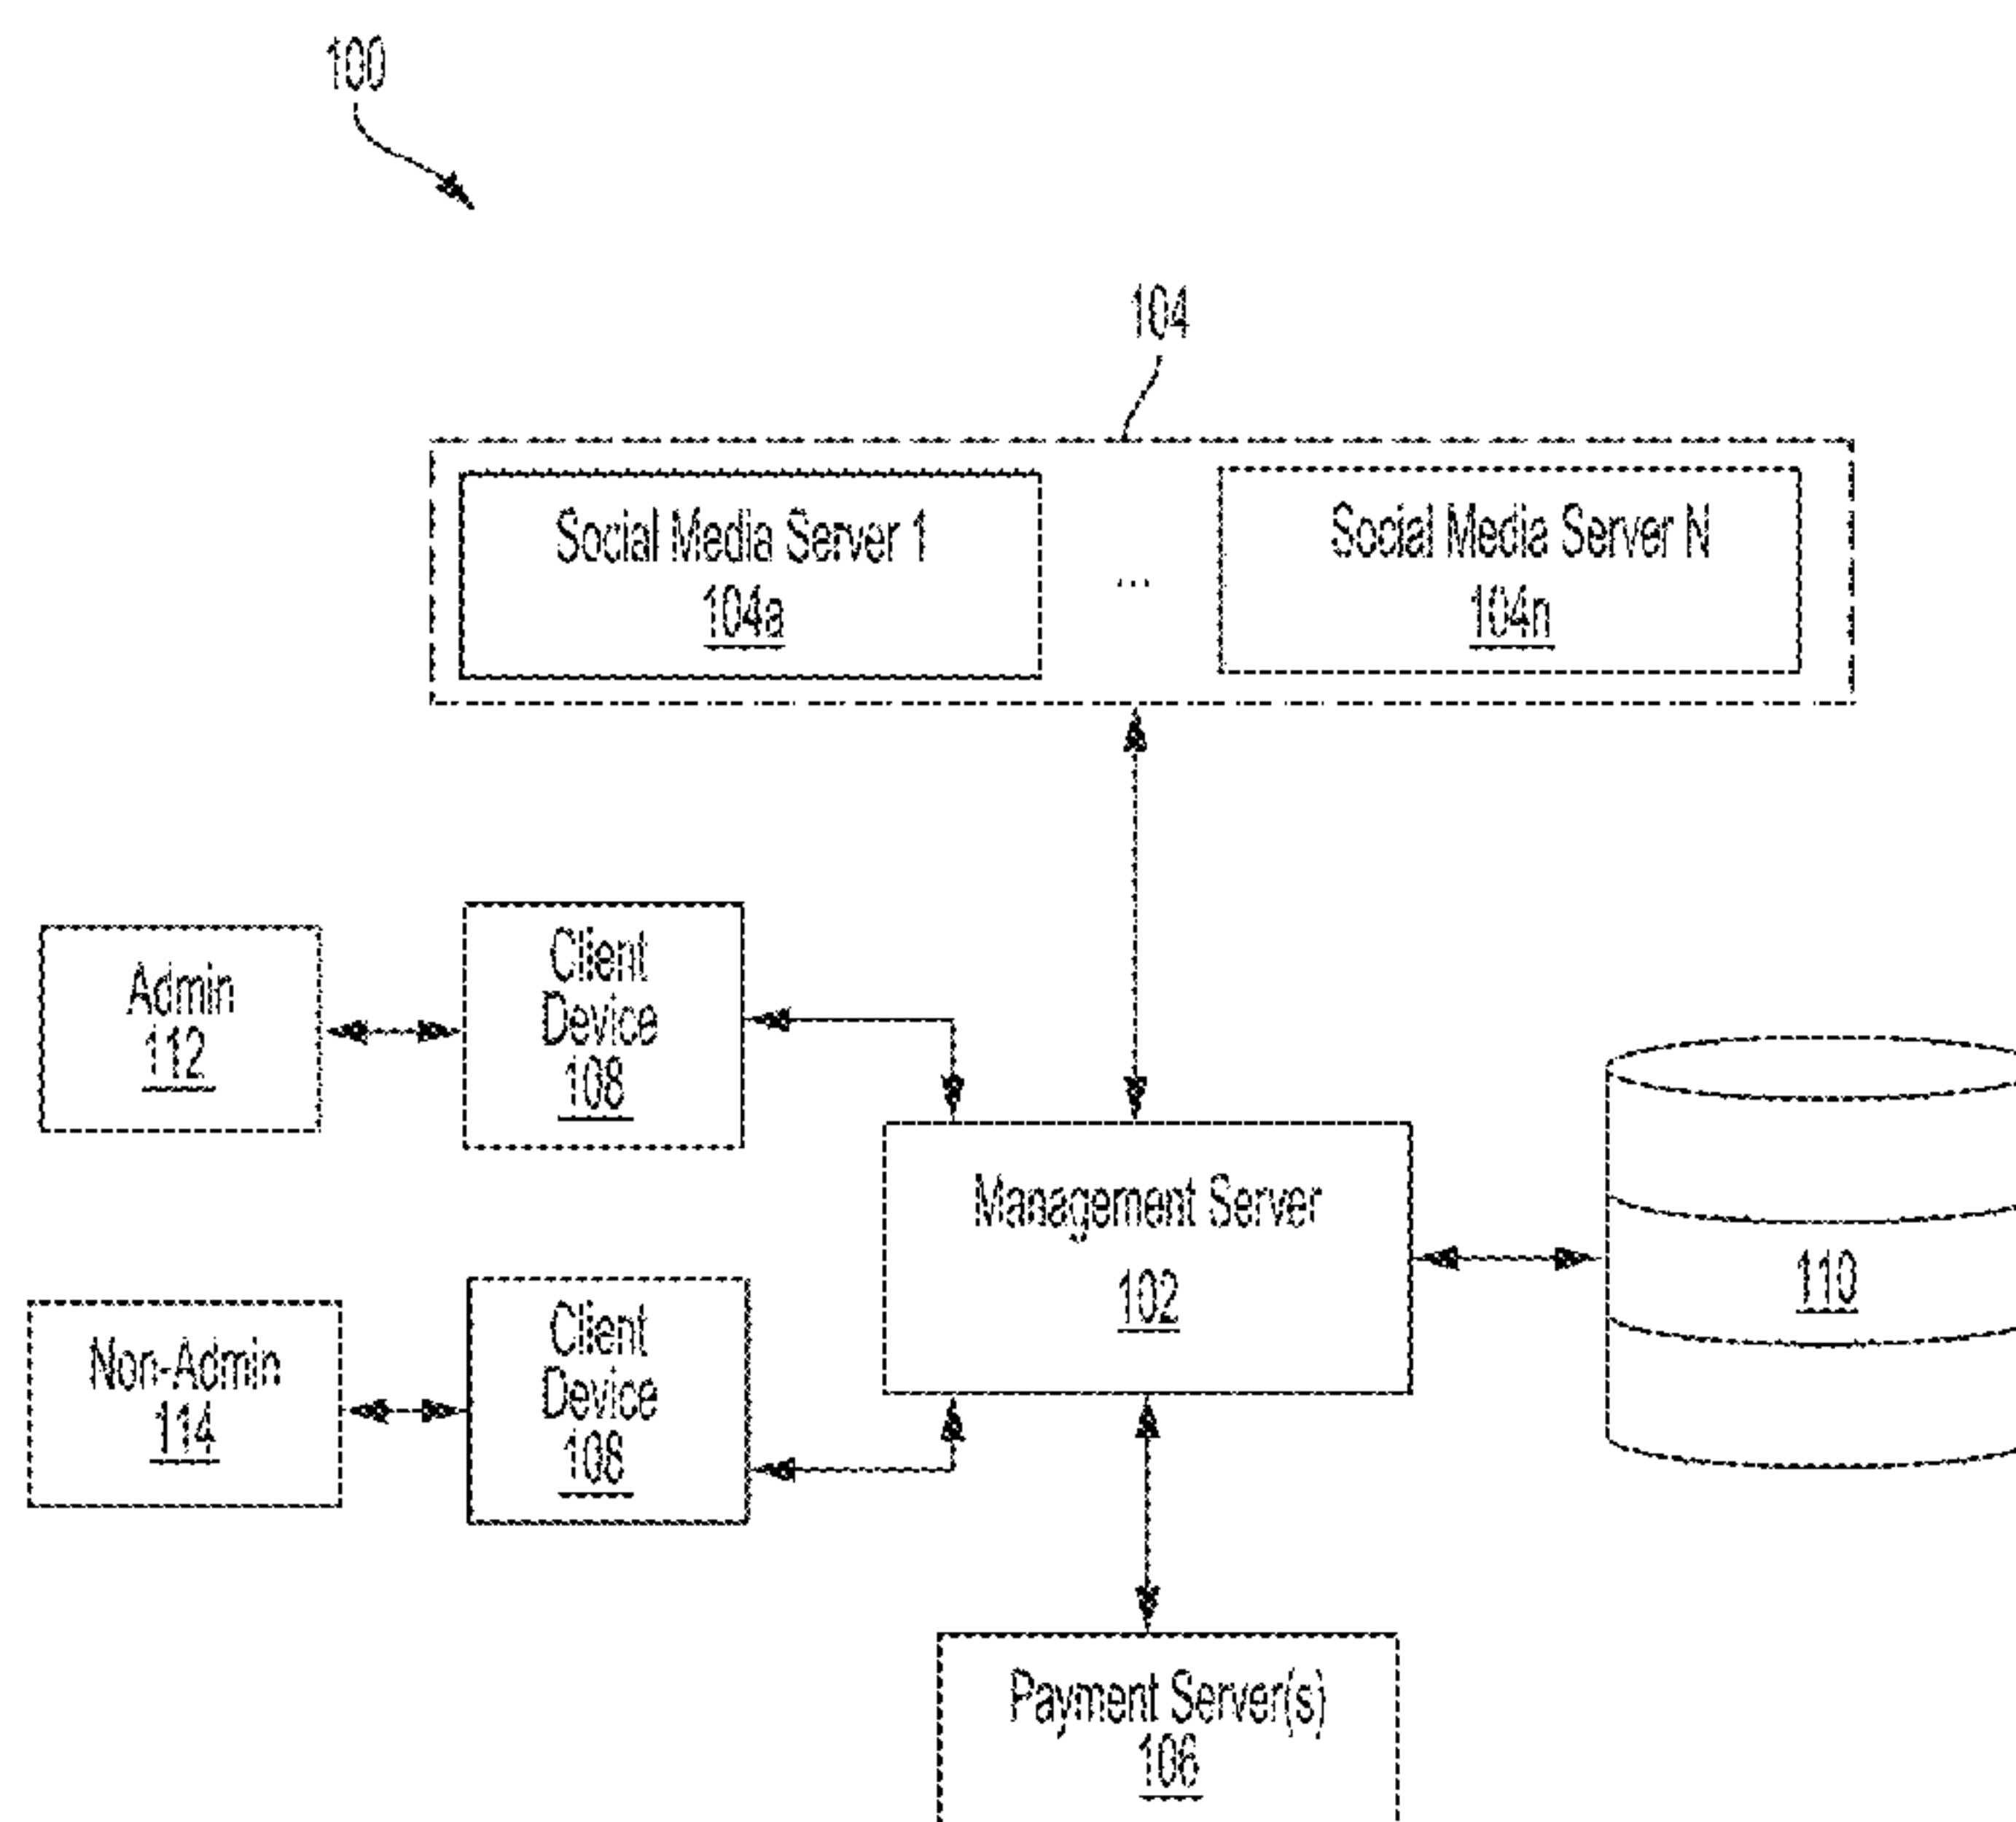 100
104
Social Media Server 1
104a
...
Social Media Server N
104n
Admin
112
Client
Device
108
Management Server
102
110
Non-Admin
114
Client
Device
108
Payment Server(s)
106